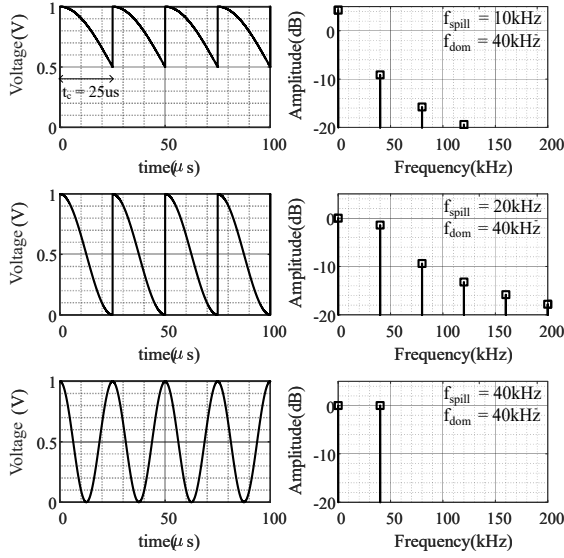 Voltage(V)
1
0.5
0
t_c = 25us
0 50 100
time(μs)
Amplitude(dB)
0
-10
-20
f_spill = 10kHz
f_dom = 40kHz
0 50 100 150 200
Frequency(kHz)
Voltage (V)
1
0.5
0
0 50 100
time(μs)
Amplitude(dB)
0
-10
-20
f_spill = 20kHz
f_dom = 40kHz
0 50 100 150 200
Frequency(kHz)
Voltage (V)
1
0.5
0
0 50 100
time(μs)
Amplitude(dB)
0
-10
-20
f_spill = 40kHz
f_dom = 40kHz
0 50 100 150 200
Frequency(kHz)